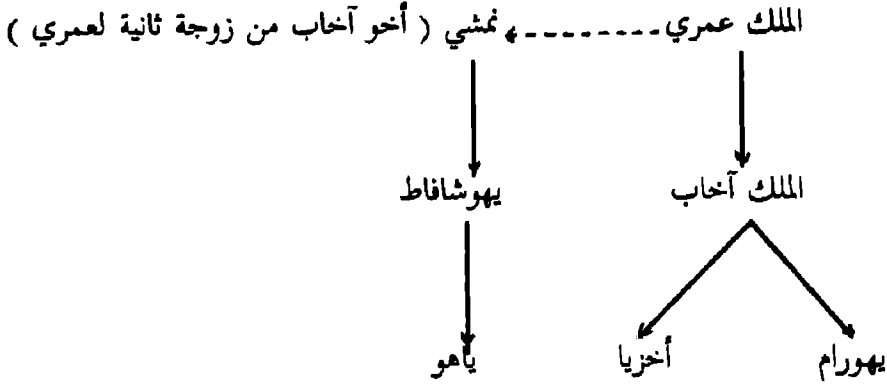 الملك عمري نمشي ( أخو آخاب من زوجة ثانية لعمري )
الملك آخاب يهوشافاط
يهورام أخزيا ياهو